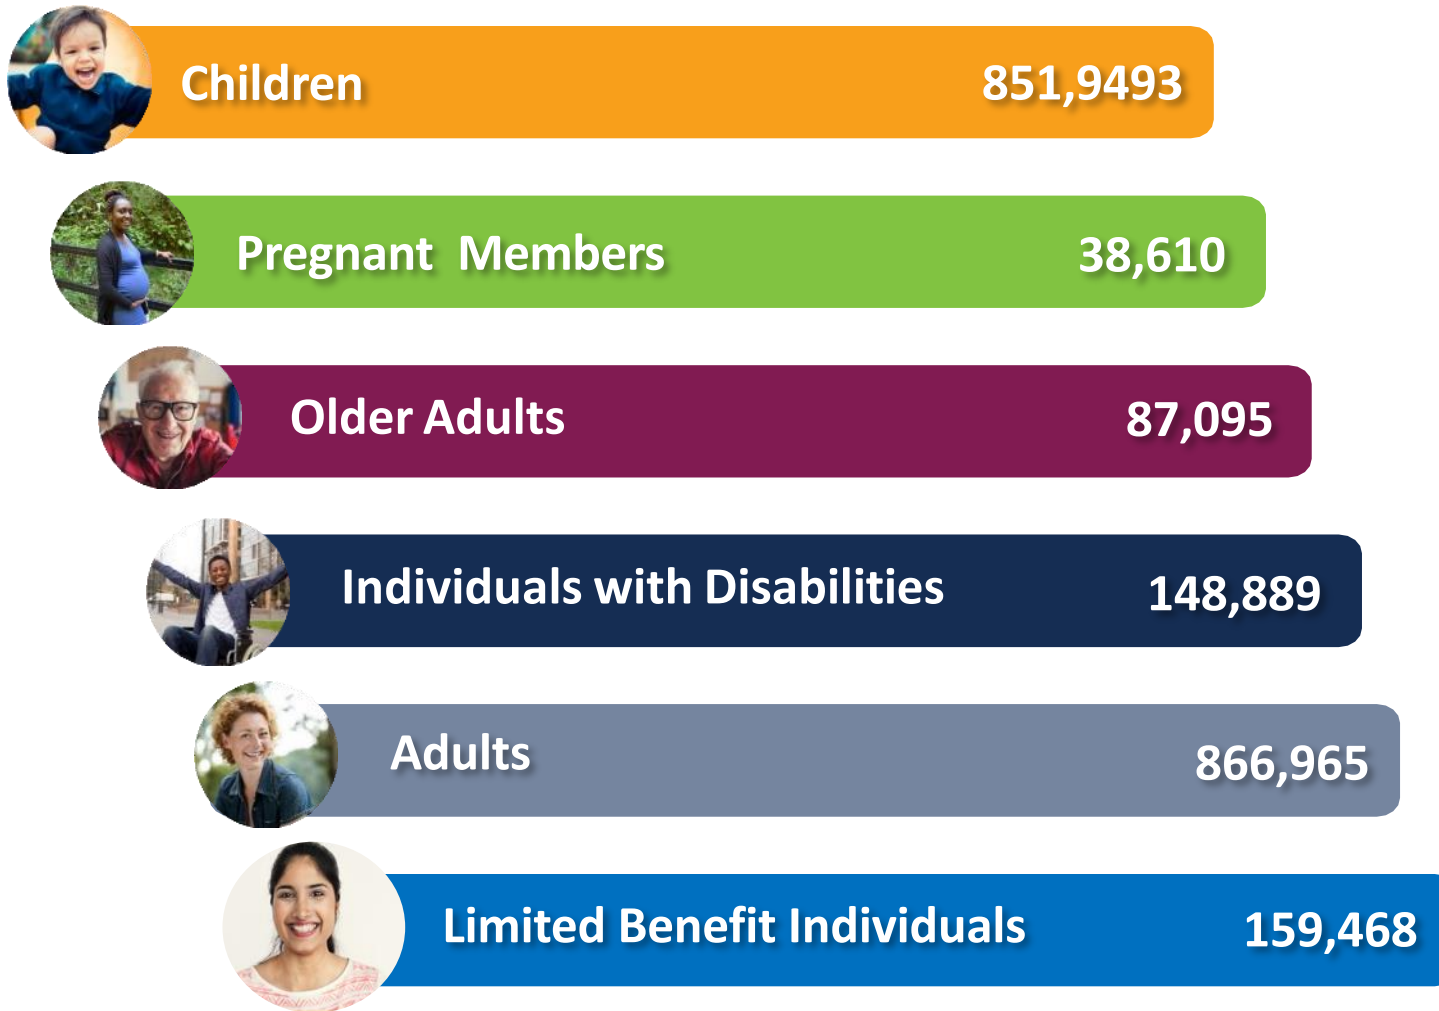 Children 851,9493
Pregnant Members 38,610
Older Adults 87,095
Individuals with Disabilities 148,889
Adults 866,965
Limited Benefit Individuals 159,468